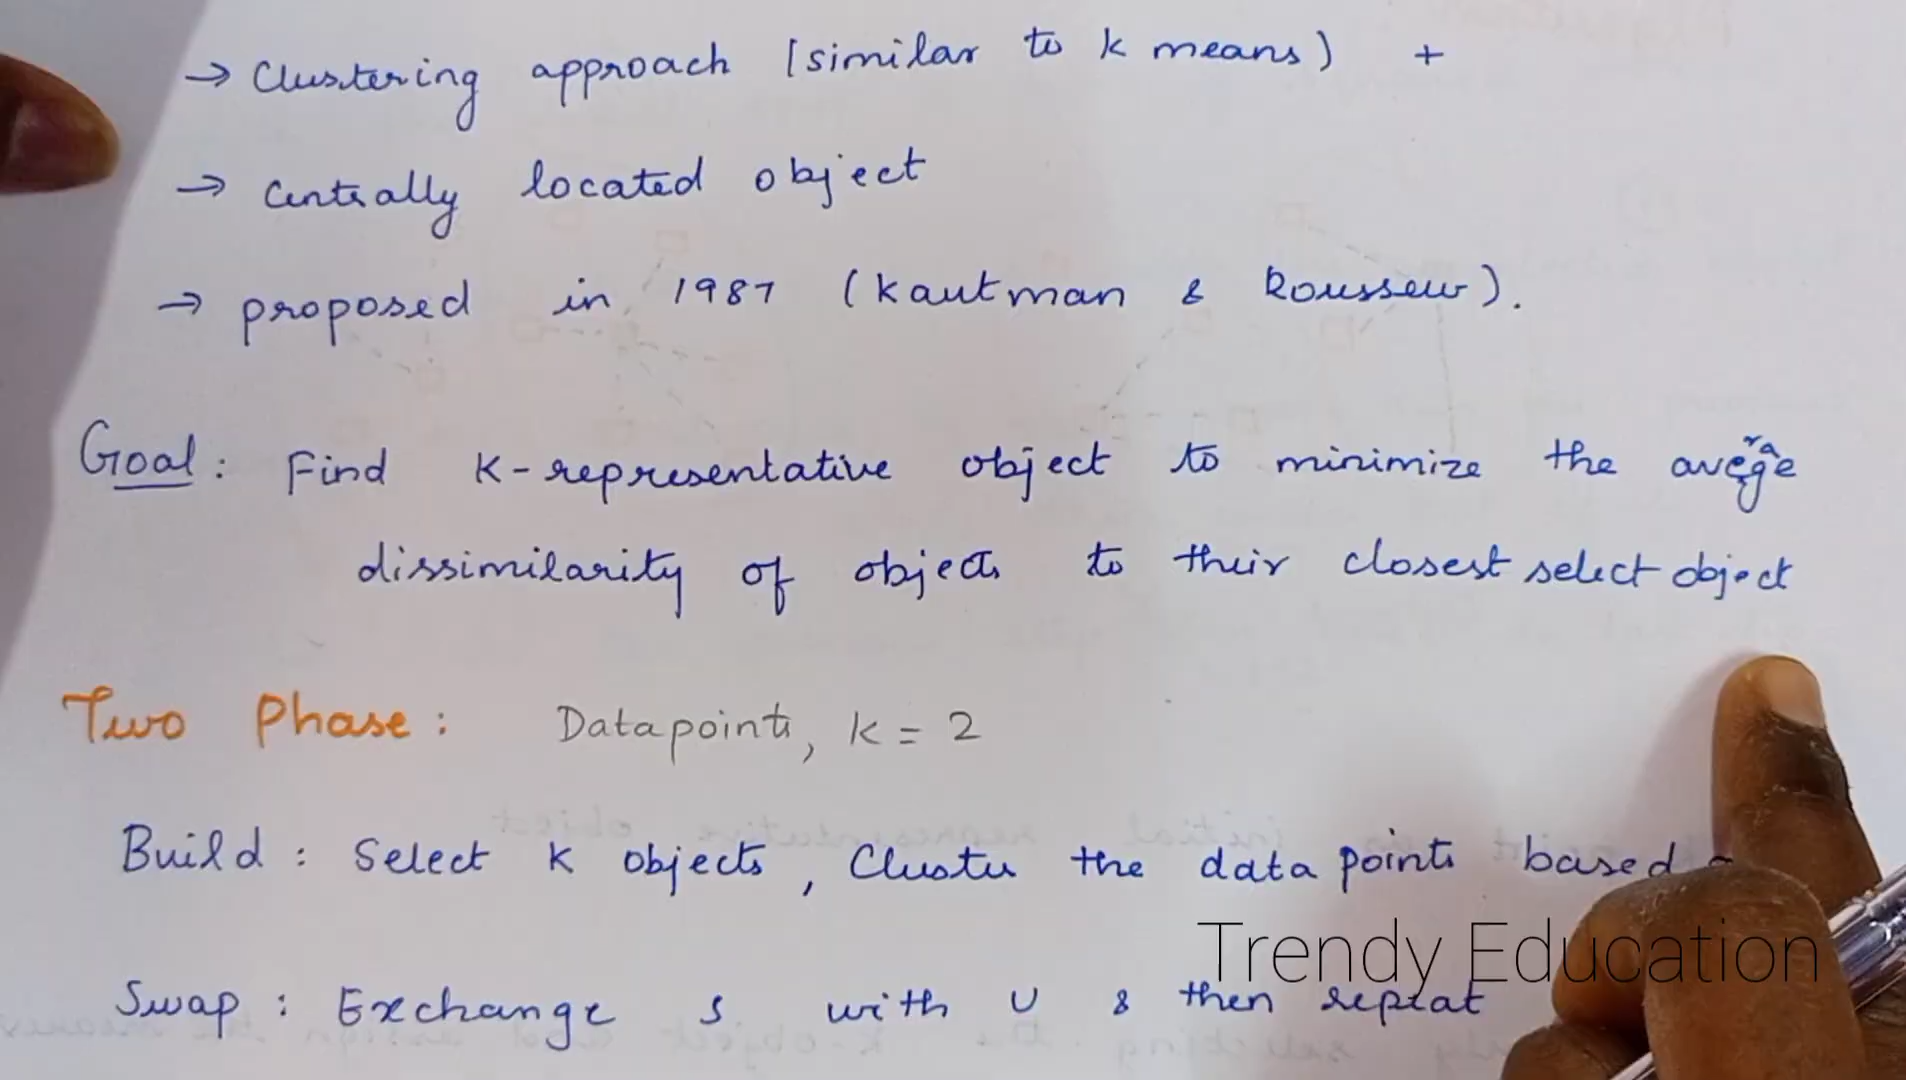 → Clustering approach (similar to k means) +
→ Centrally located object
→ proposed in 1987 (Kautman & Roussew).
Goal: Find K-representative object to minimize the average
dissimilarity of objects to their closest select object
Two Phase: Datapoints, K = 2
Build: Select K objects, Cluster the data points based
Trendy Education
Swap: Exchange S with U & then repeat